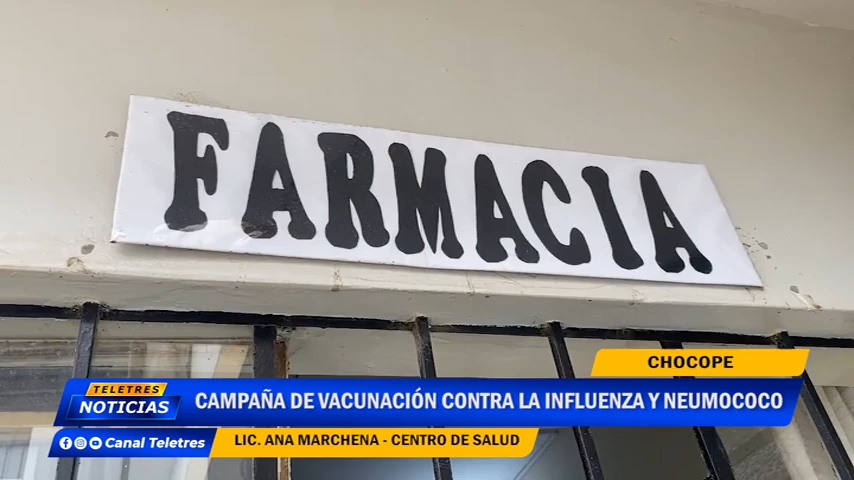 FARMACIA
CHOCOPE
TELETRES
NOTICIAS
CAMPAÑA DE VACUNACIÓN CONTRA LA INFLUENZA Y NEUMOCOCO
Canal Teletres
LIC. ANA MARCHENA - CENTRO DE SALUD